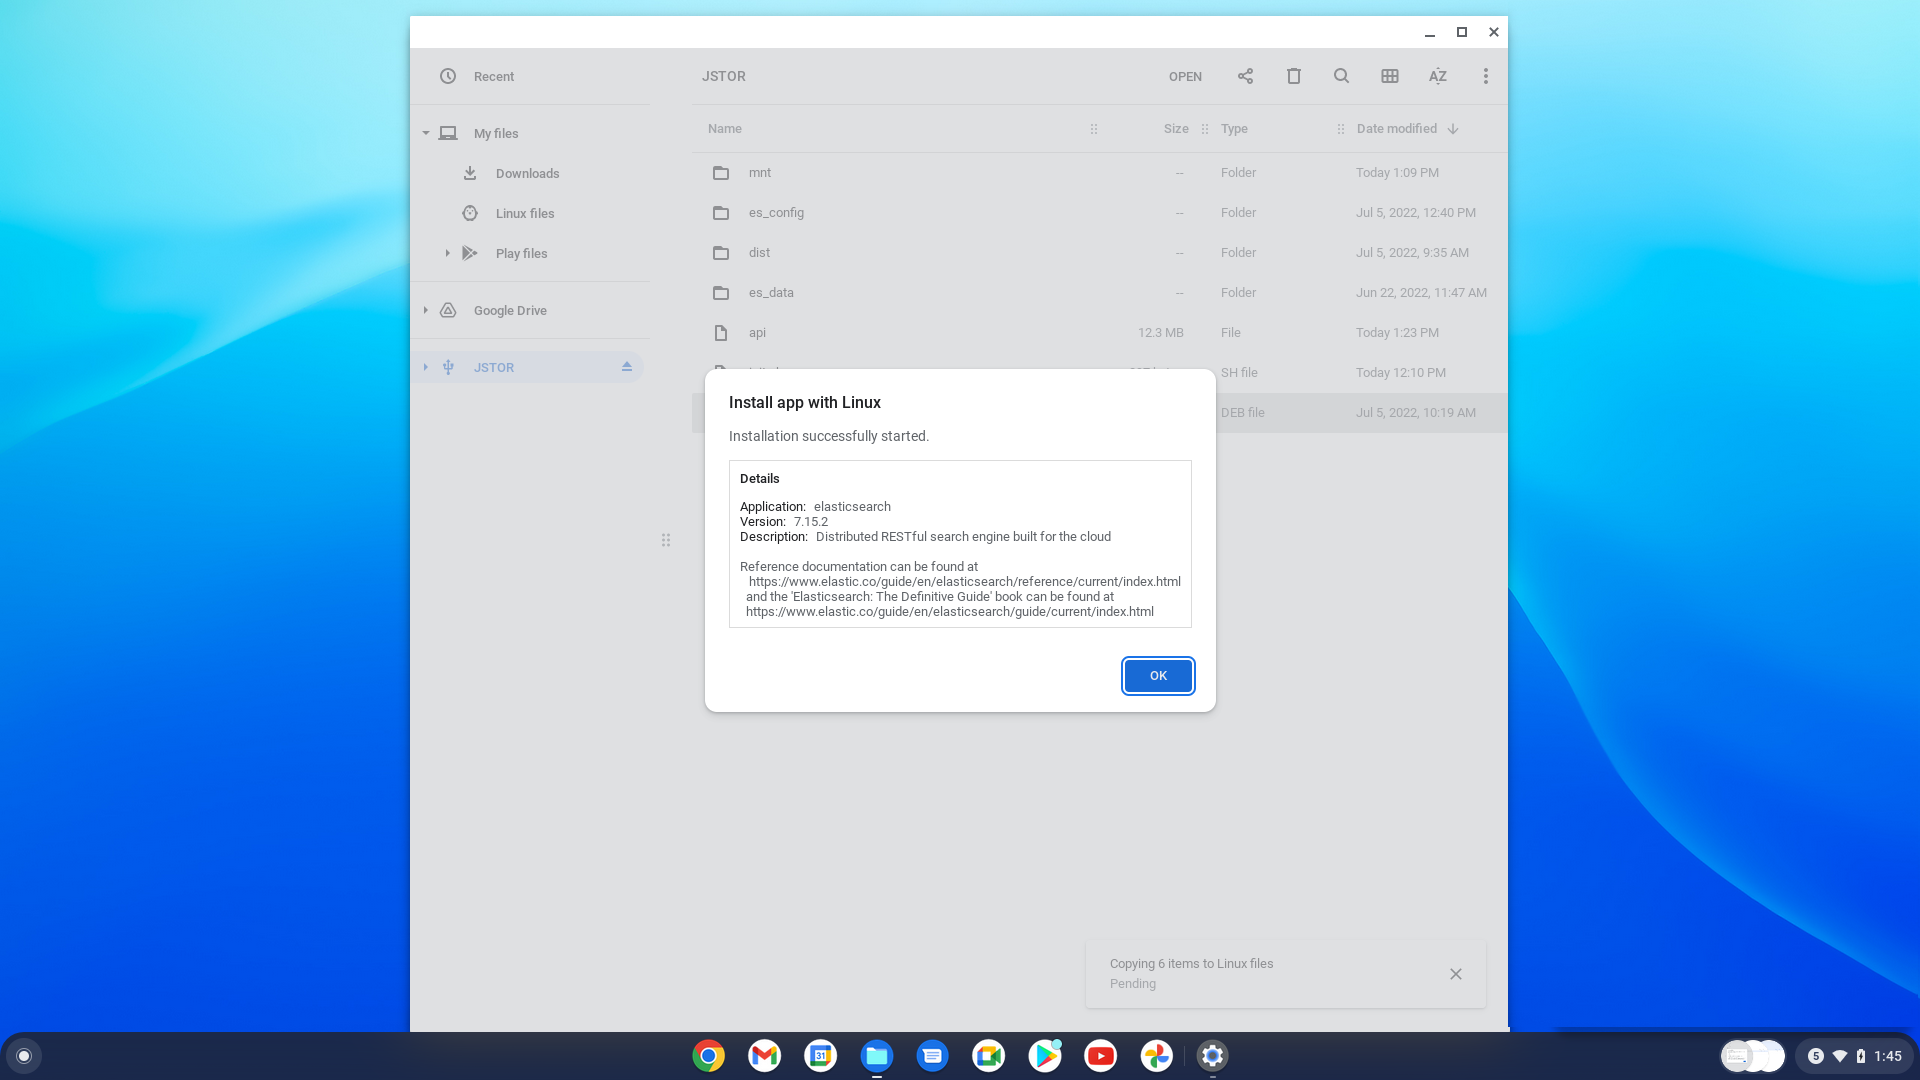 Recent
JSTOR
OPEN
AZ
My files
Name
Size
Type
Date modified
Downloads
mnt
--
Folder
Today 1:09 PM
Linux files
es_config
--
Folder
Jul 5, 2022, 12:40 PM
Play files
dist
--
Folder
Jul 5, 2022, 9:35 AM
es_data
--
Folder
Jun 22, 2022, 11:47 AM
Google Drive
api
12.3 MB
File
Today 1:23 PM
JSTOR
SH file
Today 12:10 PM
DEB file
Jul 5, 2022, 10:19 AM
Install app with Linux
Installation successfully started.
Details
Application: elasticsearch
Version: 7.15.2
Description: Distributed RESTful search engine built for the cloud
Reference documentation can be found at
https://www.elastic.co/guide/en/elasticsearch/reference/current/index.html
and the 'Elasticsearch: The Definitive Guide' book can be found at
https://www.elastic.co/guide/en/elasticsearch/guide/current/index.html
OK
Copying 6 items to Linux files
Pending
31
5
1:45